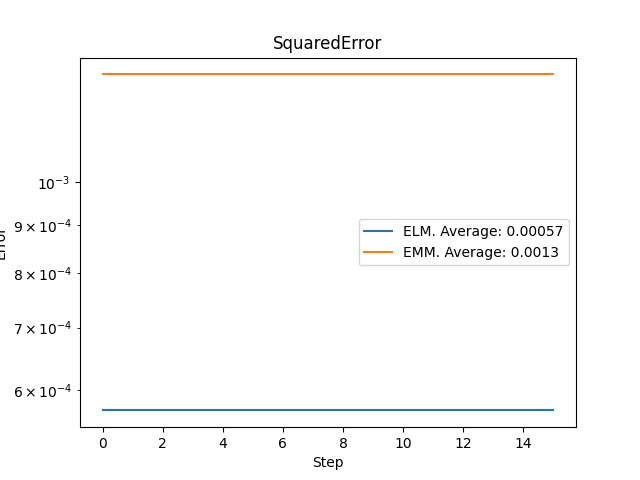 SquaredError
10⁻³
9 × 10⁻⁴
8 × 10⁻⁴
7 × 10⁻⁴
6 × 10⁻⁴
Error
ELM. Average: 0.00057
EMM. Average: 0.0013
0 2 4 6 8 10 12 14
Step